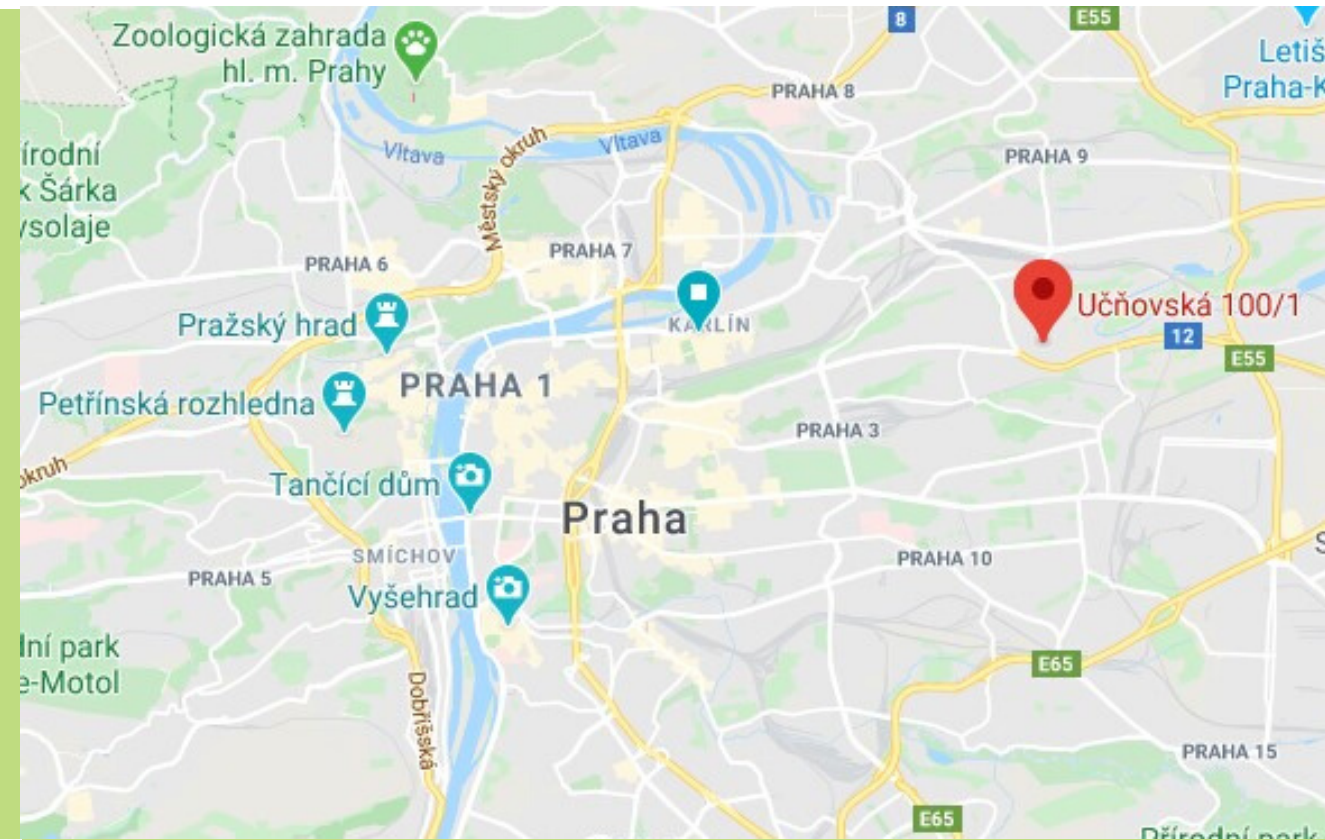 Zoologická zahrada
hl. m. Prahy
8
E55
Letiš
Praha-K
PRAHA 8
Vltava
Vltava
Městský okruh
írodní
k Šárka
ysolaje
PRAHA 9
PRAHA 6
PRAHA 7
Pražský hrad
KARLÍN
Učňovská 100/1
12
E55
PRAHA 1
Petřínská rozhledna
PRAHA 3
okruh
Tančící dům
Praha
SMÍCHOV
PRAHA 5
PRAHA 10
S
Vyšehrad
dní park
e-Motol
Dobříšská
E65
PRAHA 15
E65
Přírodní park